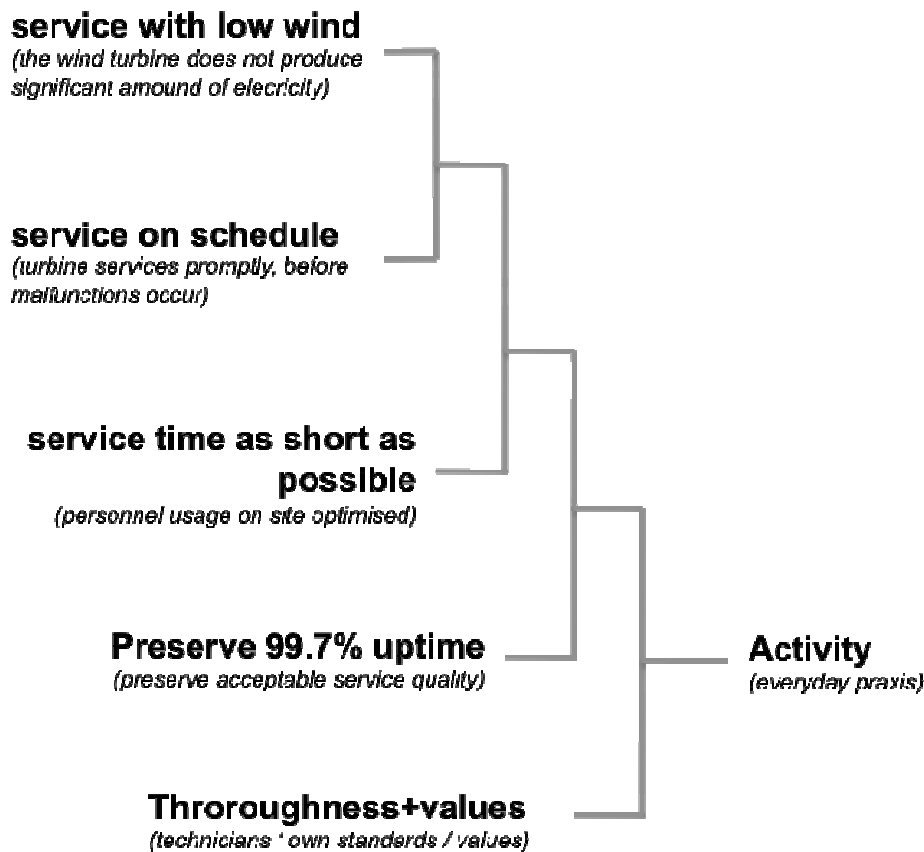 service with low wind
(the wind turbine does not produce
significant amount of elecricity)
service on schedule
(turbine services promptly, before
malfunctions occur)
service time as short as
possible
(personnel usage on site optimised)
Preserve 99.7% uptime
(preserve acceptable service quality)
Activity
(everyday praxis)
Throroughness+values
(technicians ' own standards / values)